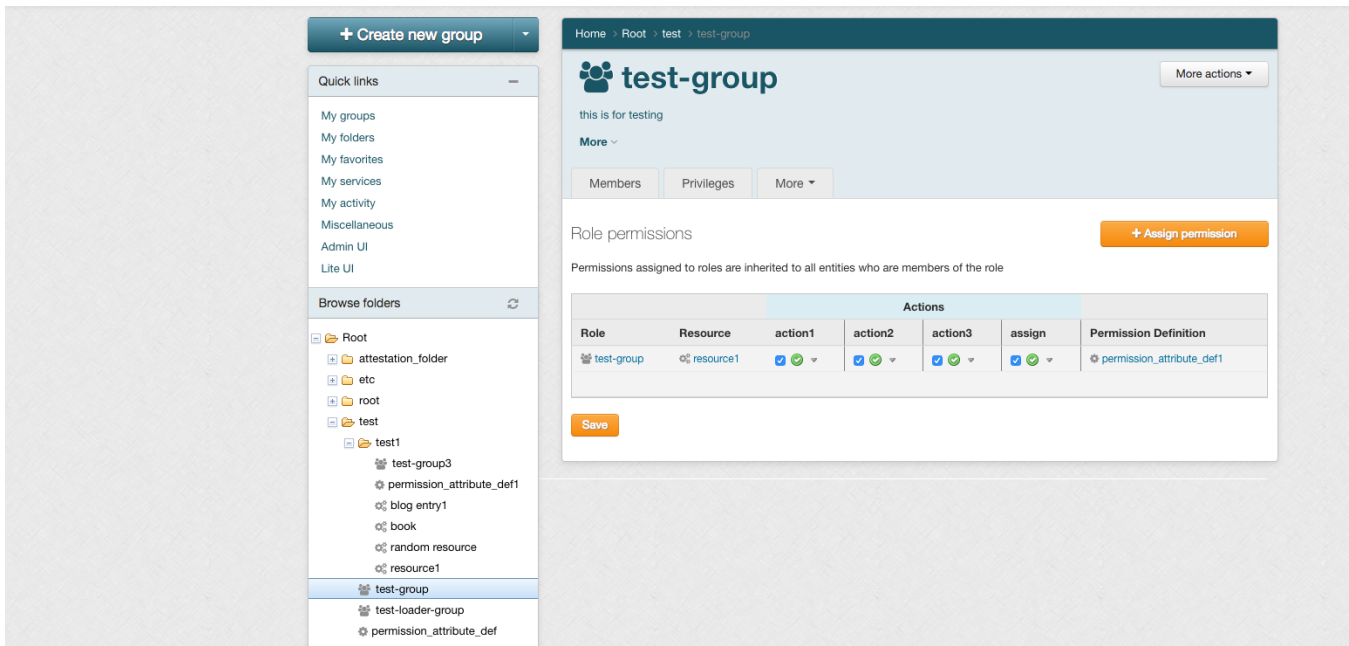 + Create new group
Quick links
My groups
My folders
My favorites
My services
My activity
Miscellaneous
Admin UI
Lite UI
Browse folders
Root
attestation_folder
etc
root
test
test1
test-group3
permission_attribute_def1
blog entry1
book
random resource
resource1
test-group
test-loader-group
permission_attribute_def
Home > Root > test > test-group
test-group
More actions
this is for testing
More
Members Privileges More
Role permissions
+ Assign permission
Permissions assigned to roles are inherited to all entities who are members of the role
Actions
Role Resource action1 action2 action3 assign Permission Definition
test-group resource1 permission_attribute_def1
Save